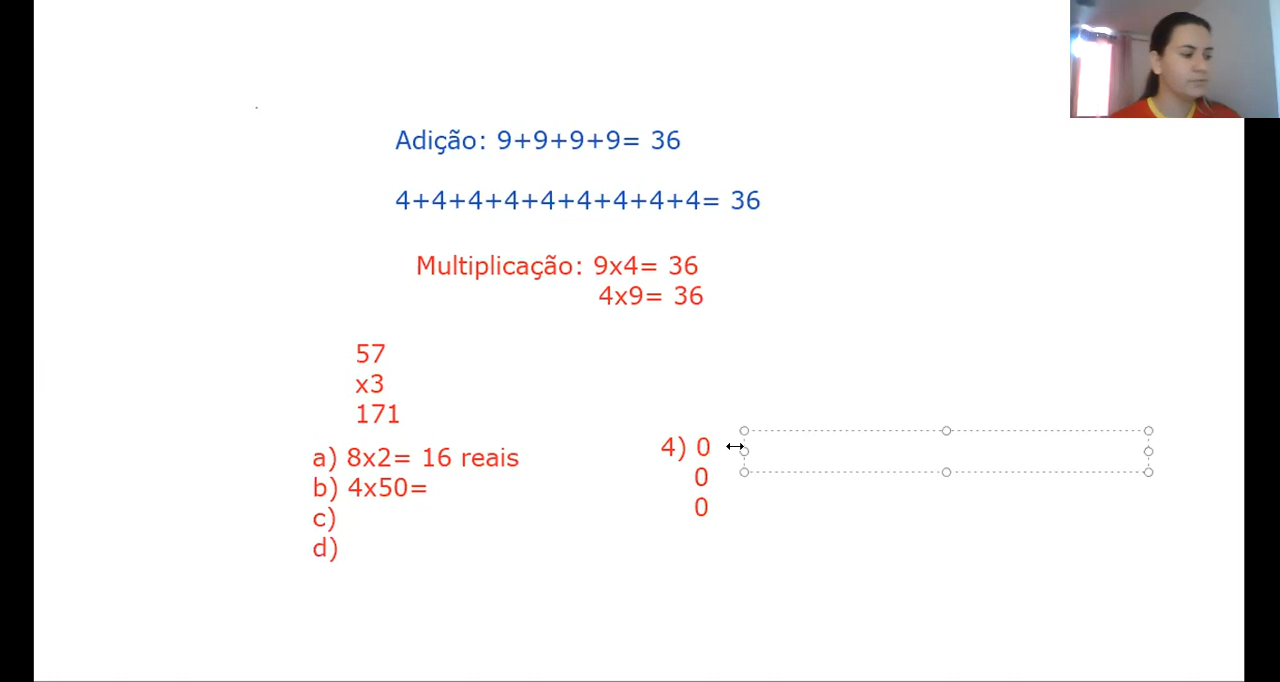 Adição: 9+9+9+9= 36
4+4+4+4+4+4+4+4+4= 36
Multiplicação: 9x4= 36
4x9= 36
57
x3
171
a) 8x2= 16 reais
b) 4x50=
c)
d)
4) 0
0
0